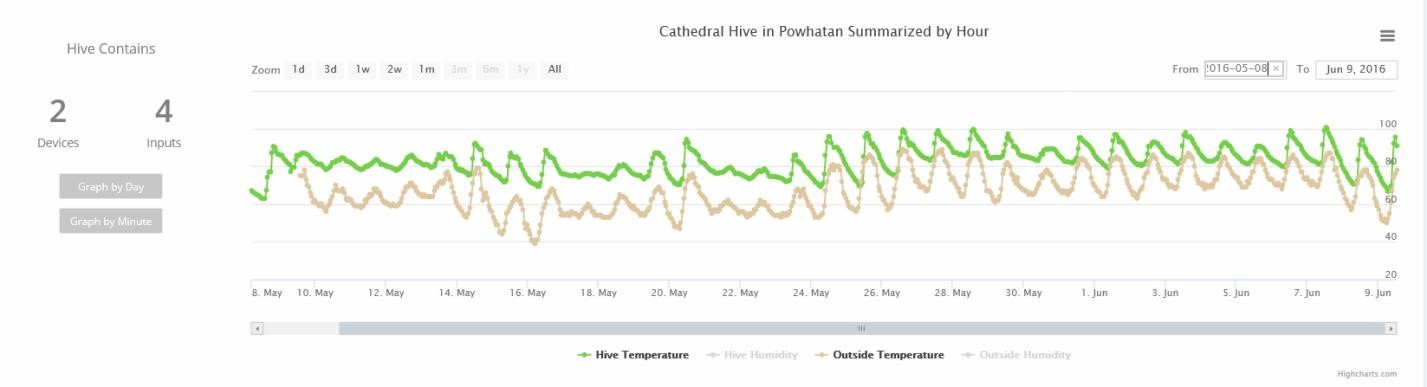 Cathedral Hive in Powhatan Summarized by Hour
Hive Contains
2 4
Devices Inputs
Graph by Day
Graph by Minute
Zoom 1d 3d 1w 2w 1m 3m 6m 1y All
From 2016-05-08 × To Jun 9, 2016
100
80
60
40
20
8. May 10. May 12. May 14. May 16. May 18. May 20. May 22. May 24. May 26. May 28. May 30. May 1. Jun 3. Jun 5. Jun 7. Jun 9. Jun
Hive Temperature Hive Humidity Outside Temperature Outside Humidity
Highcharts.com